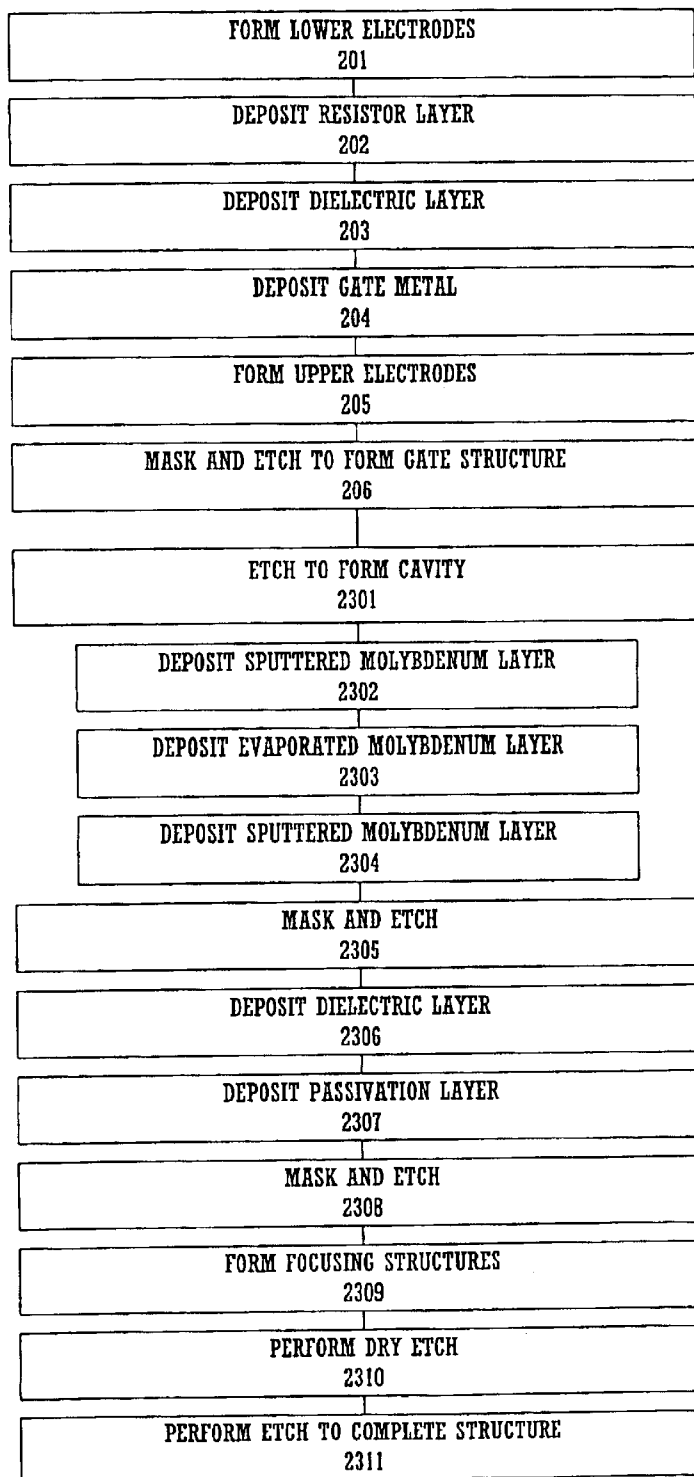 FORM LOWER ELECTRODES
201
DEPOSIT RESISTOR LAYER
202
DEPOSIT DIELECTRIC LAYER
203
DEPOSIT GATE METAL
204
FORM UPPER ELECTRODES
205
MASK AND ETCH TO FORM GATE STRUCTURE
206
ETCH TO FORM CAVITY
2301
DEPOSIT SPUTTERED MOLYBDENUM LAYER
2302
DEPOSIT EVAPORATED MOLYBDENUM LAYER
2303
DEPOSIT SPUTTERED MOLYBDENUM LAYER
2304
MASK AND ETCH
2305
DEPOSIT DIELECTRIC LAYER
2306
DEPOSIT PASSIVATION LAYER
2307
MASK AND ETCH
2308
FORM FOCUSING STRUCTURES
2309
PERFORM DRY ETCH
2310
PERFORM ETCH TO COMPLETE STRUCTURE
2311